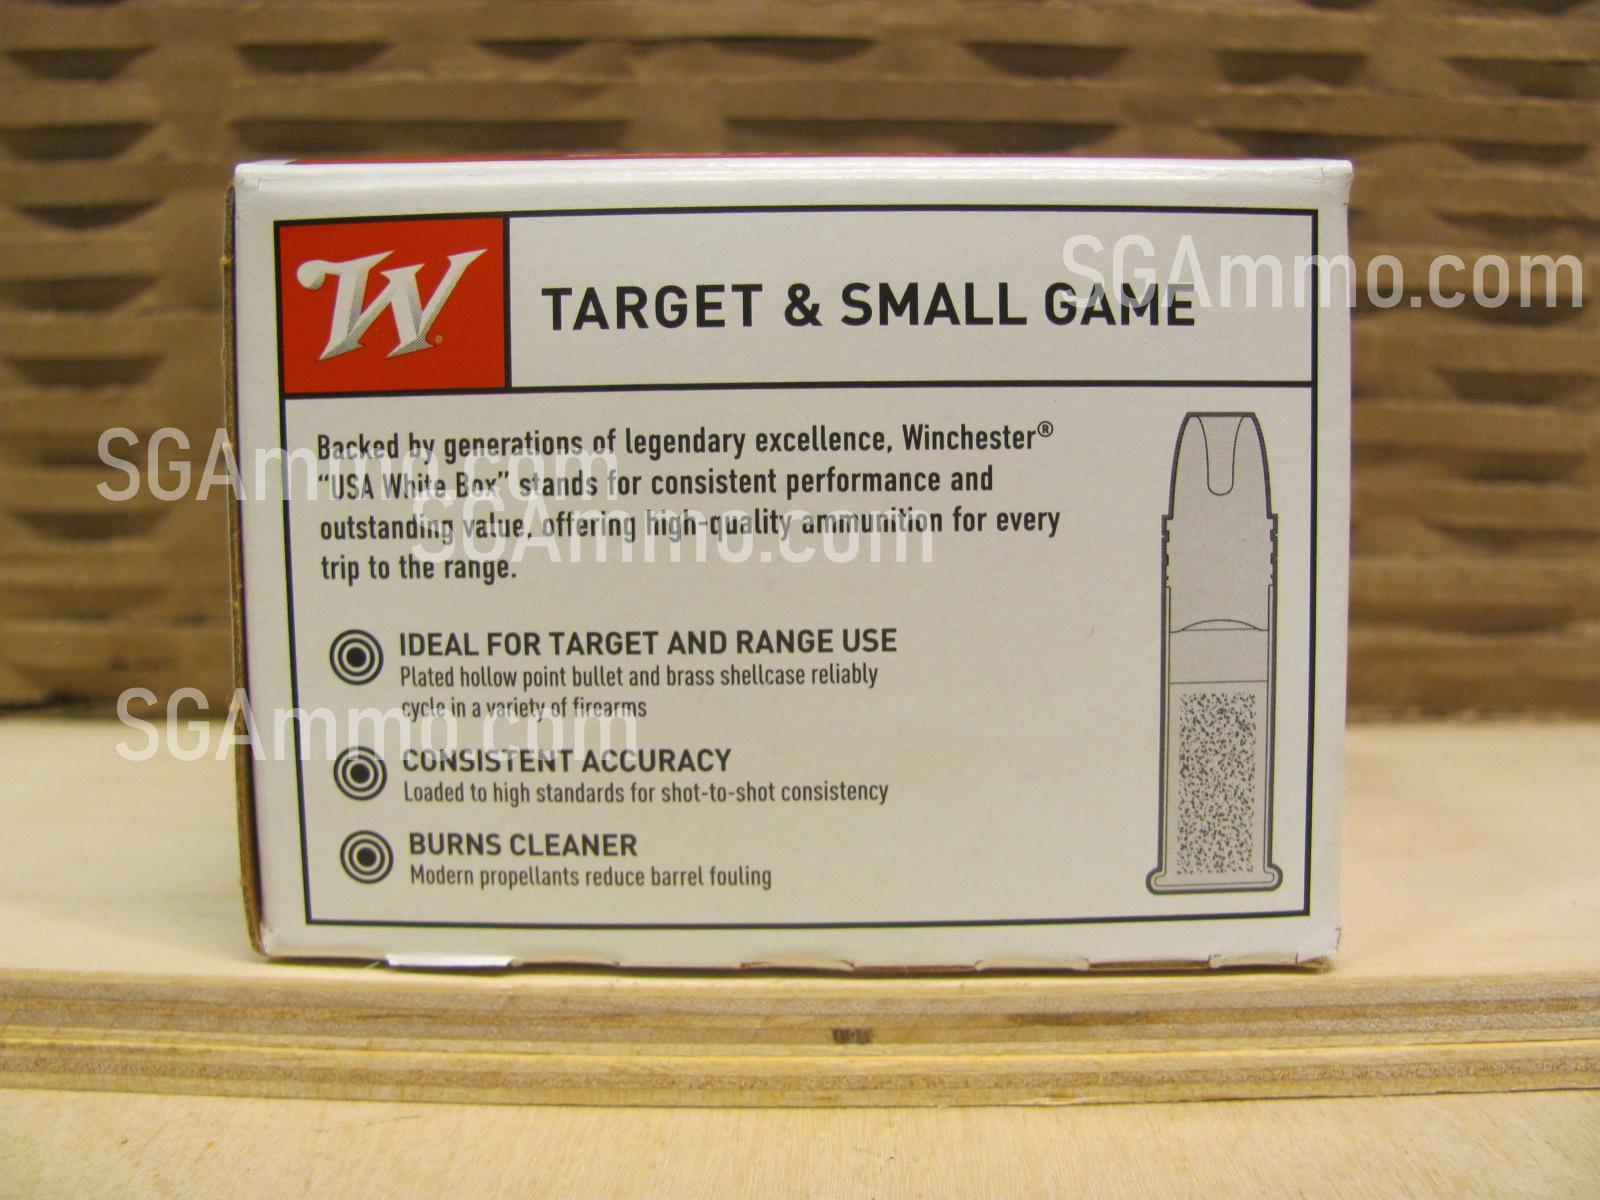 W
TARGET & SMALL GAME
SGAmmo.com
Backed by generations of legendary excellence, Winchester®
"USA White Box" stands for consistent performance and
SGAmmo.com
outstanding value, offering high-quality ammunition for every
SGAmmo.com
trip to the range.
IDEAL FOR TARGET AND RANGE USE
Plated hollow point bullet and brass shellcase reliably
cycle in a variety of firearms
SGAmmo.com
CONSISTENT ACCURACY
Loaded to high standards for shot-to-shot consistency
BURNS CLEANER
Modern propellants reduce barrel fouling